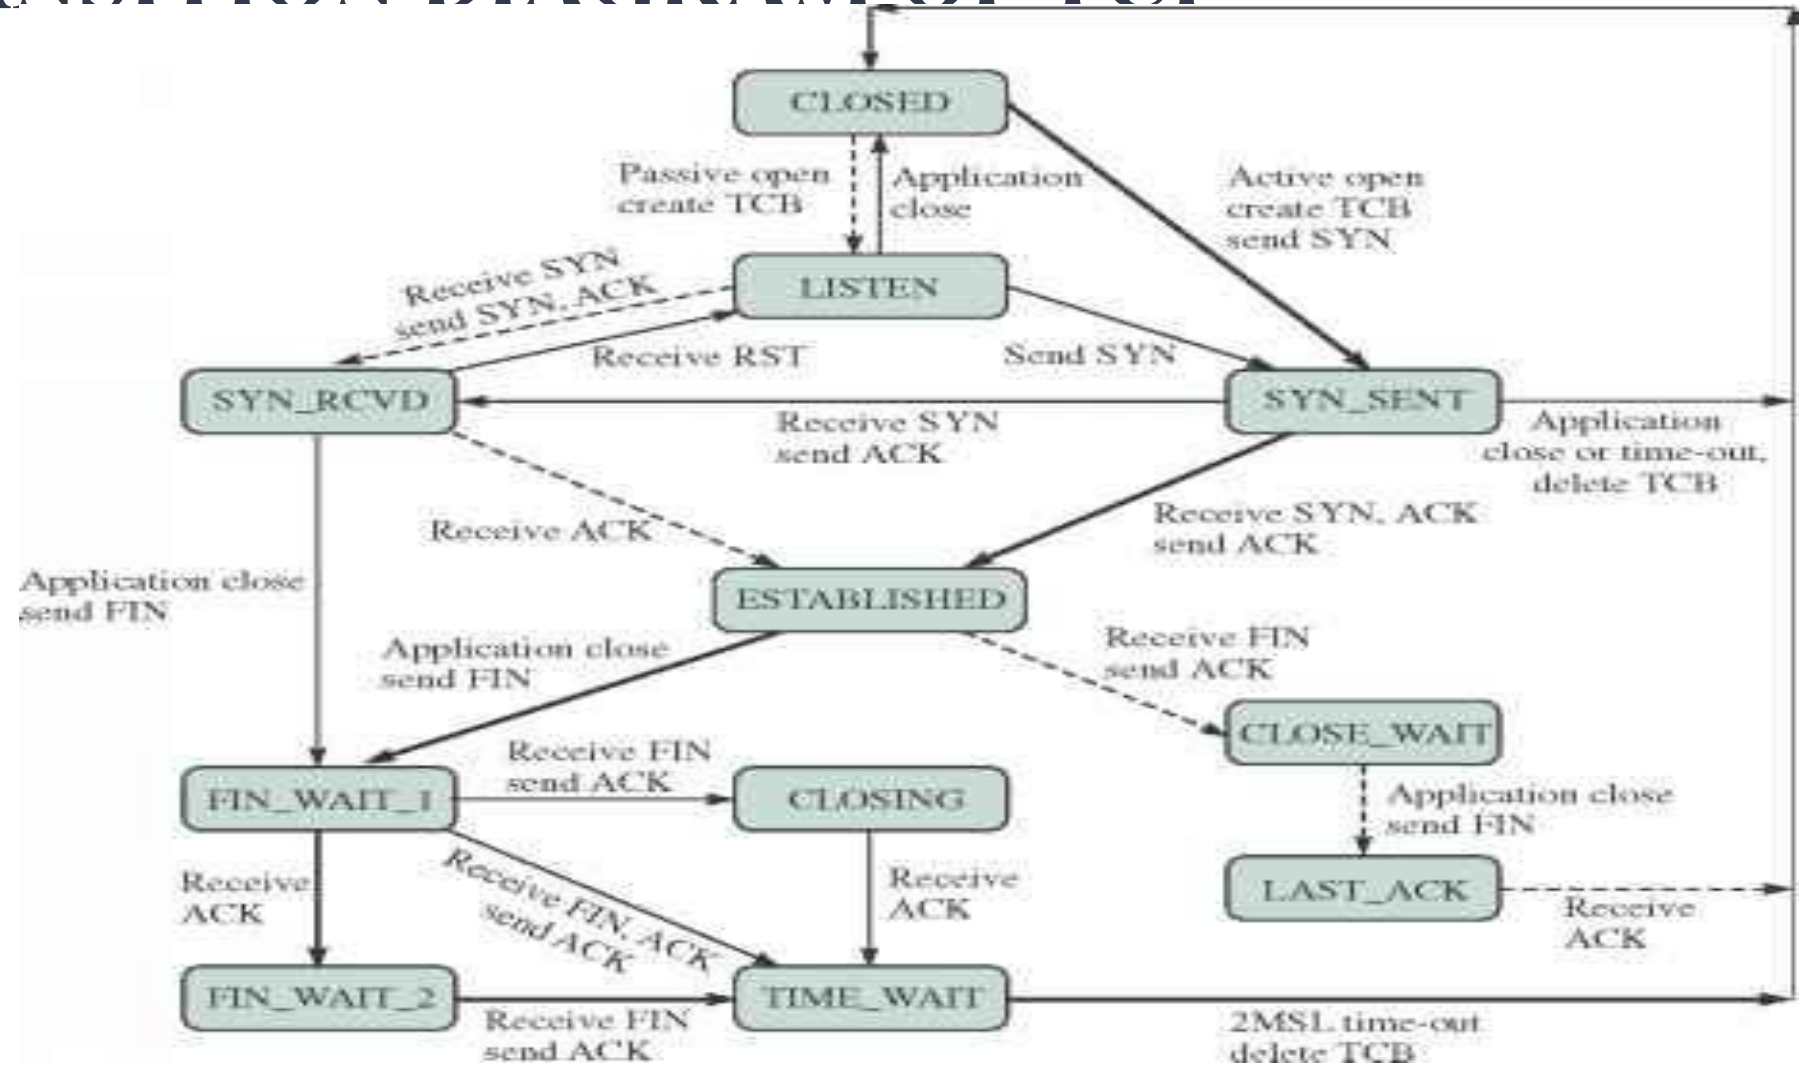 CLOSED
Passive open
create TCB
Application
close
Active open
create TCB
send SYN
LISTEN
Receive SYN
send SYN, ACK
Receive RST
Send SYN
SYN_RCVD
SYN_SENT
Receive SYN
send ACK
Application
close or time-out,
delete TCB
Receive ACK
Receive SYN, ACK
send ACK
Application close
send FIN
ESTABLISHED
Application close
send FIN
Receive FIN
send ACK
CLOSE_WAIT
FIN_WAIT_1
Receive FIN
send ACK
CLOSING
Application close
send FIN
Receive
ACK
Receive FIN, ACK
send ACK
Receive
ACK
LAST_ACK
Receive
ACK
FIN_WAIT_2
Receive FIN
send ACK
TIME_WAIT
2MSL time-out
delete TCB